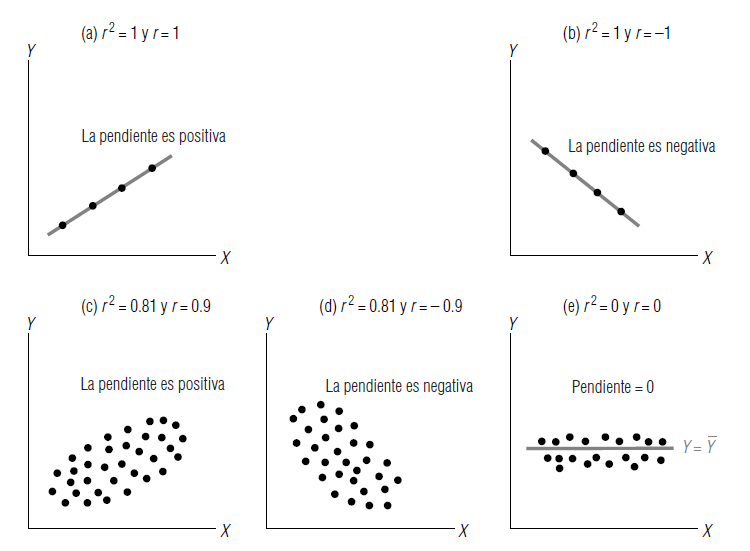 (a) r² = 1 y r = 1
Y
La pendiente es positiva
X
(b) r² = 1 y r = –1
Y
La pendiente es negativa
X
(c) r² = 0.81 y r = 0.9
Y
La pendiente es positiva
X
(d) r² = 0.81 y r = – 0.9
Y
La pendiente es negativa
X
(e) r² = 0 y r = 0
Y
Pendiente = 0
Y = Ȳ
X